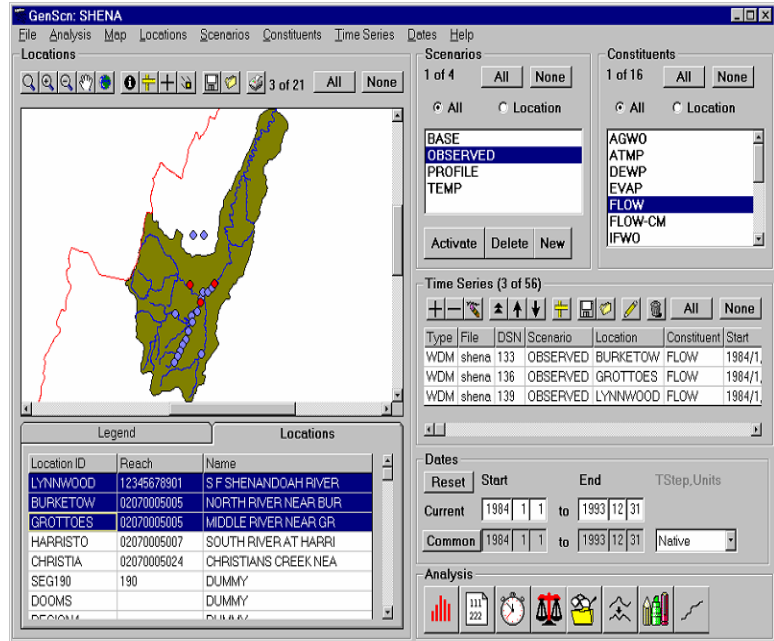 GenScn: SHENA
File Analysis Map Locations Scenarios Constituents Time Series Dates Help
Locations
3 of 21 All None
Legend Locations
Location ID Reach Name
LYNNWOOD 12345678901 S F SHENANDOAH RIVER
BURKETOW 02070005005 NORTH RIVER NEAR BUR
GROTTOES 02070005005 MIDDLE RIVER NEAR GR
HARRISTO 02070005007 SOUTH RIVER AT HARRI
CHRISTIA 02070005024 CHRISTIANS CREEK NEA
SEG190 190 DUMMY
DOOMS DUMMY
Scenarios
1 of 4 All None
All Location
BASE
OBSERVED
PROFILE
TEMP
Activate Delete New
Constituents
1 of 16 All None
All Location
AGWO
ATMP
DEWP
EVAP
FLOW
FLOW-CM
IFWO
Time Series (3 of 56)
All None
Type File DSN Scenario Location Constituent Start
WDM shena 133 OBSERVED BURKETOW FLOW 1984/1,
WDM shena 136 OBSERVED GROTTOES FLOW 1984/1,
WDM shena 139 OBSERVED LYNNWOOD FLOW 1984/1,
Dates
Reset Start End TStep,Units
Current 1984 1 1 to 1993 12 31
Common 1984 1 1 to 1993 12 31 Native
Analysis
111
222